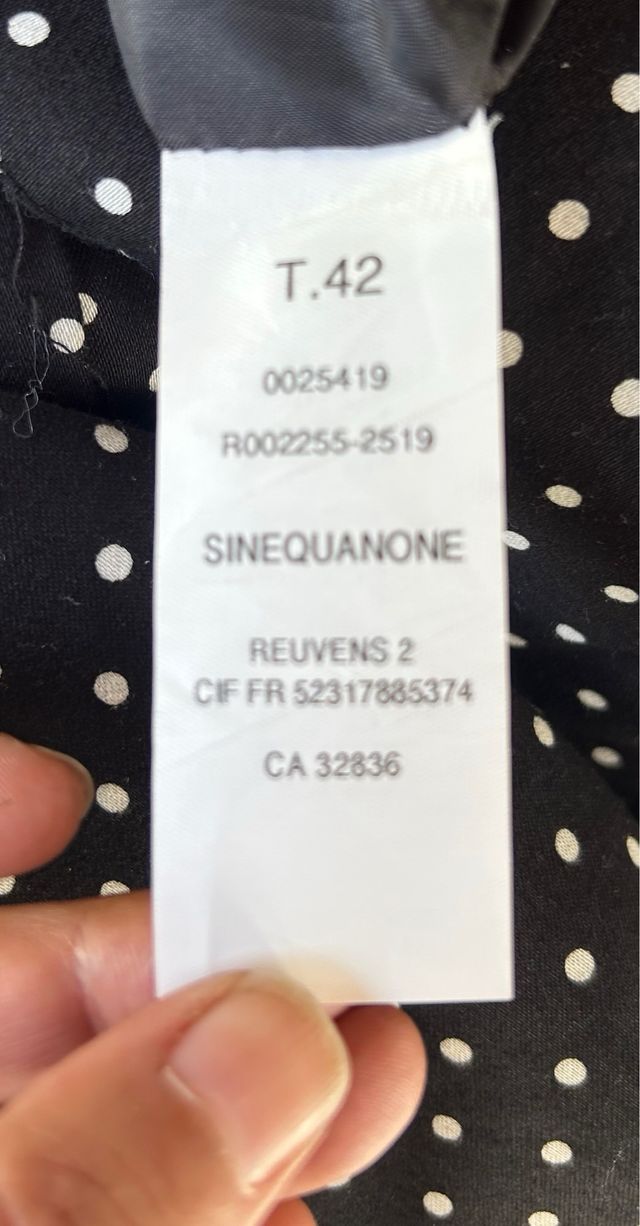 T.42
0025419
R002255-2519
SINEQUANONE
REUVENS 2
CIF FR 52317885374
CA 32836